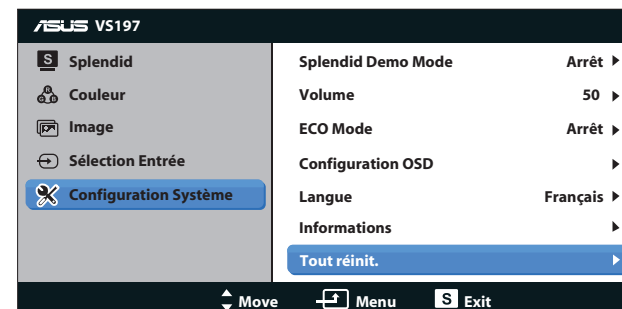 ASUS VS197
S Splendid
R G B Couleur
Image
Sélection Entrée
Configuration Système
Splendid Demo Mode Arrêt
Volume 50
ECO Mode Arrêt
Configuration OSD
Langue Français
Informations
Tout réinit.
Move Menu S Exit